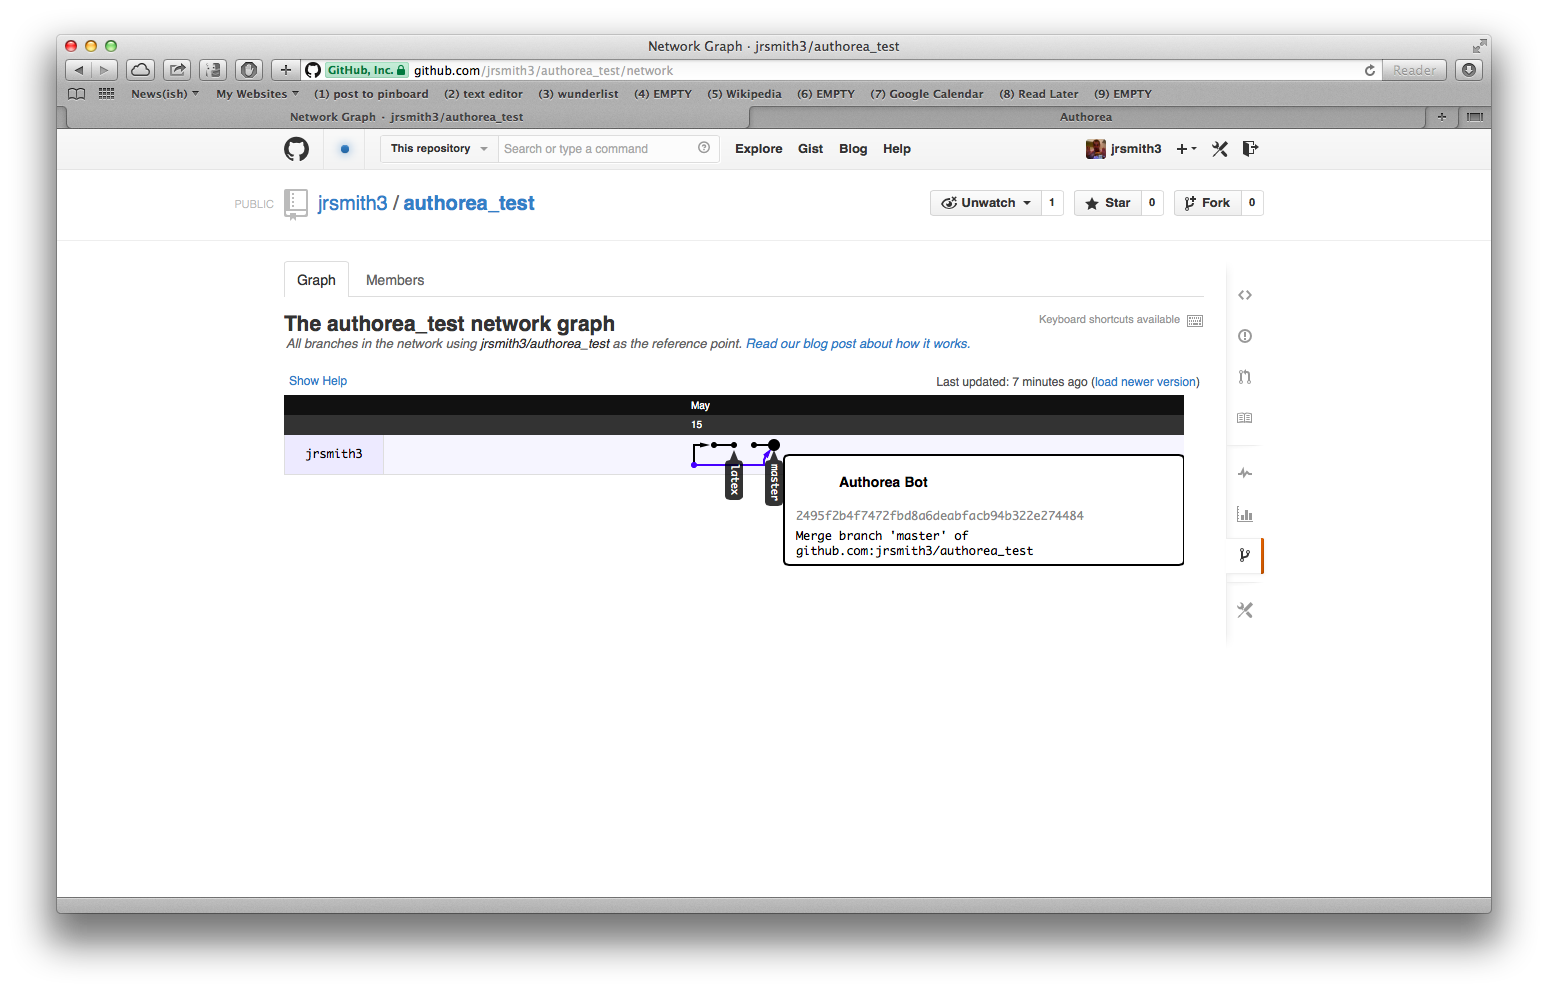 Network Graph · jrsmith3/authorea_test
GitHub, Inc. github.com/jrsmith3/authorea_test/network Reader
News(ish) My Websites (1) post to pinboard (2) text editor (3) wunderlist (4) EMPTY (5) Wikipedia (6) EMPTY (7) Google Calendar (8) Read Later (9) EMPTY
Network Graph · jrsmith3/authorea_test Authorea
This repository Search or type a command Explore Gist Blog Help jrsmith3
PUBLIC jrsmith3 / authorea_test Unwatch 1 Star 0 Fork 0
Graph Members
The authorea_test network graph Keyboard shortcuts available
All branches in the network using jrsmith3/authorea_test as the reference point. Read our blog post about how it works.
Show Help Last updated: 7 minutes ago (load newer version)
May
15
jrsmith3
latex
master
Authorea Bot
2495f2b4f7472fbd8a6deabfacb94b322e274484
Merge branch 'master' of
github.com:jrsmith3/authorea_test